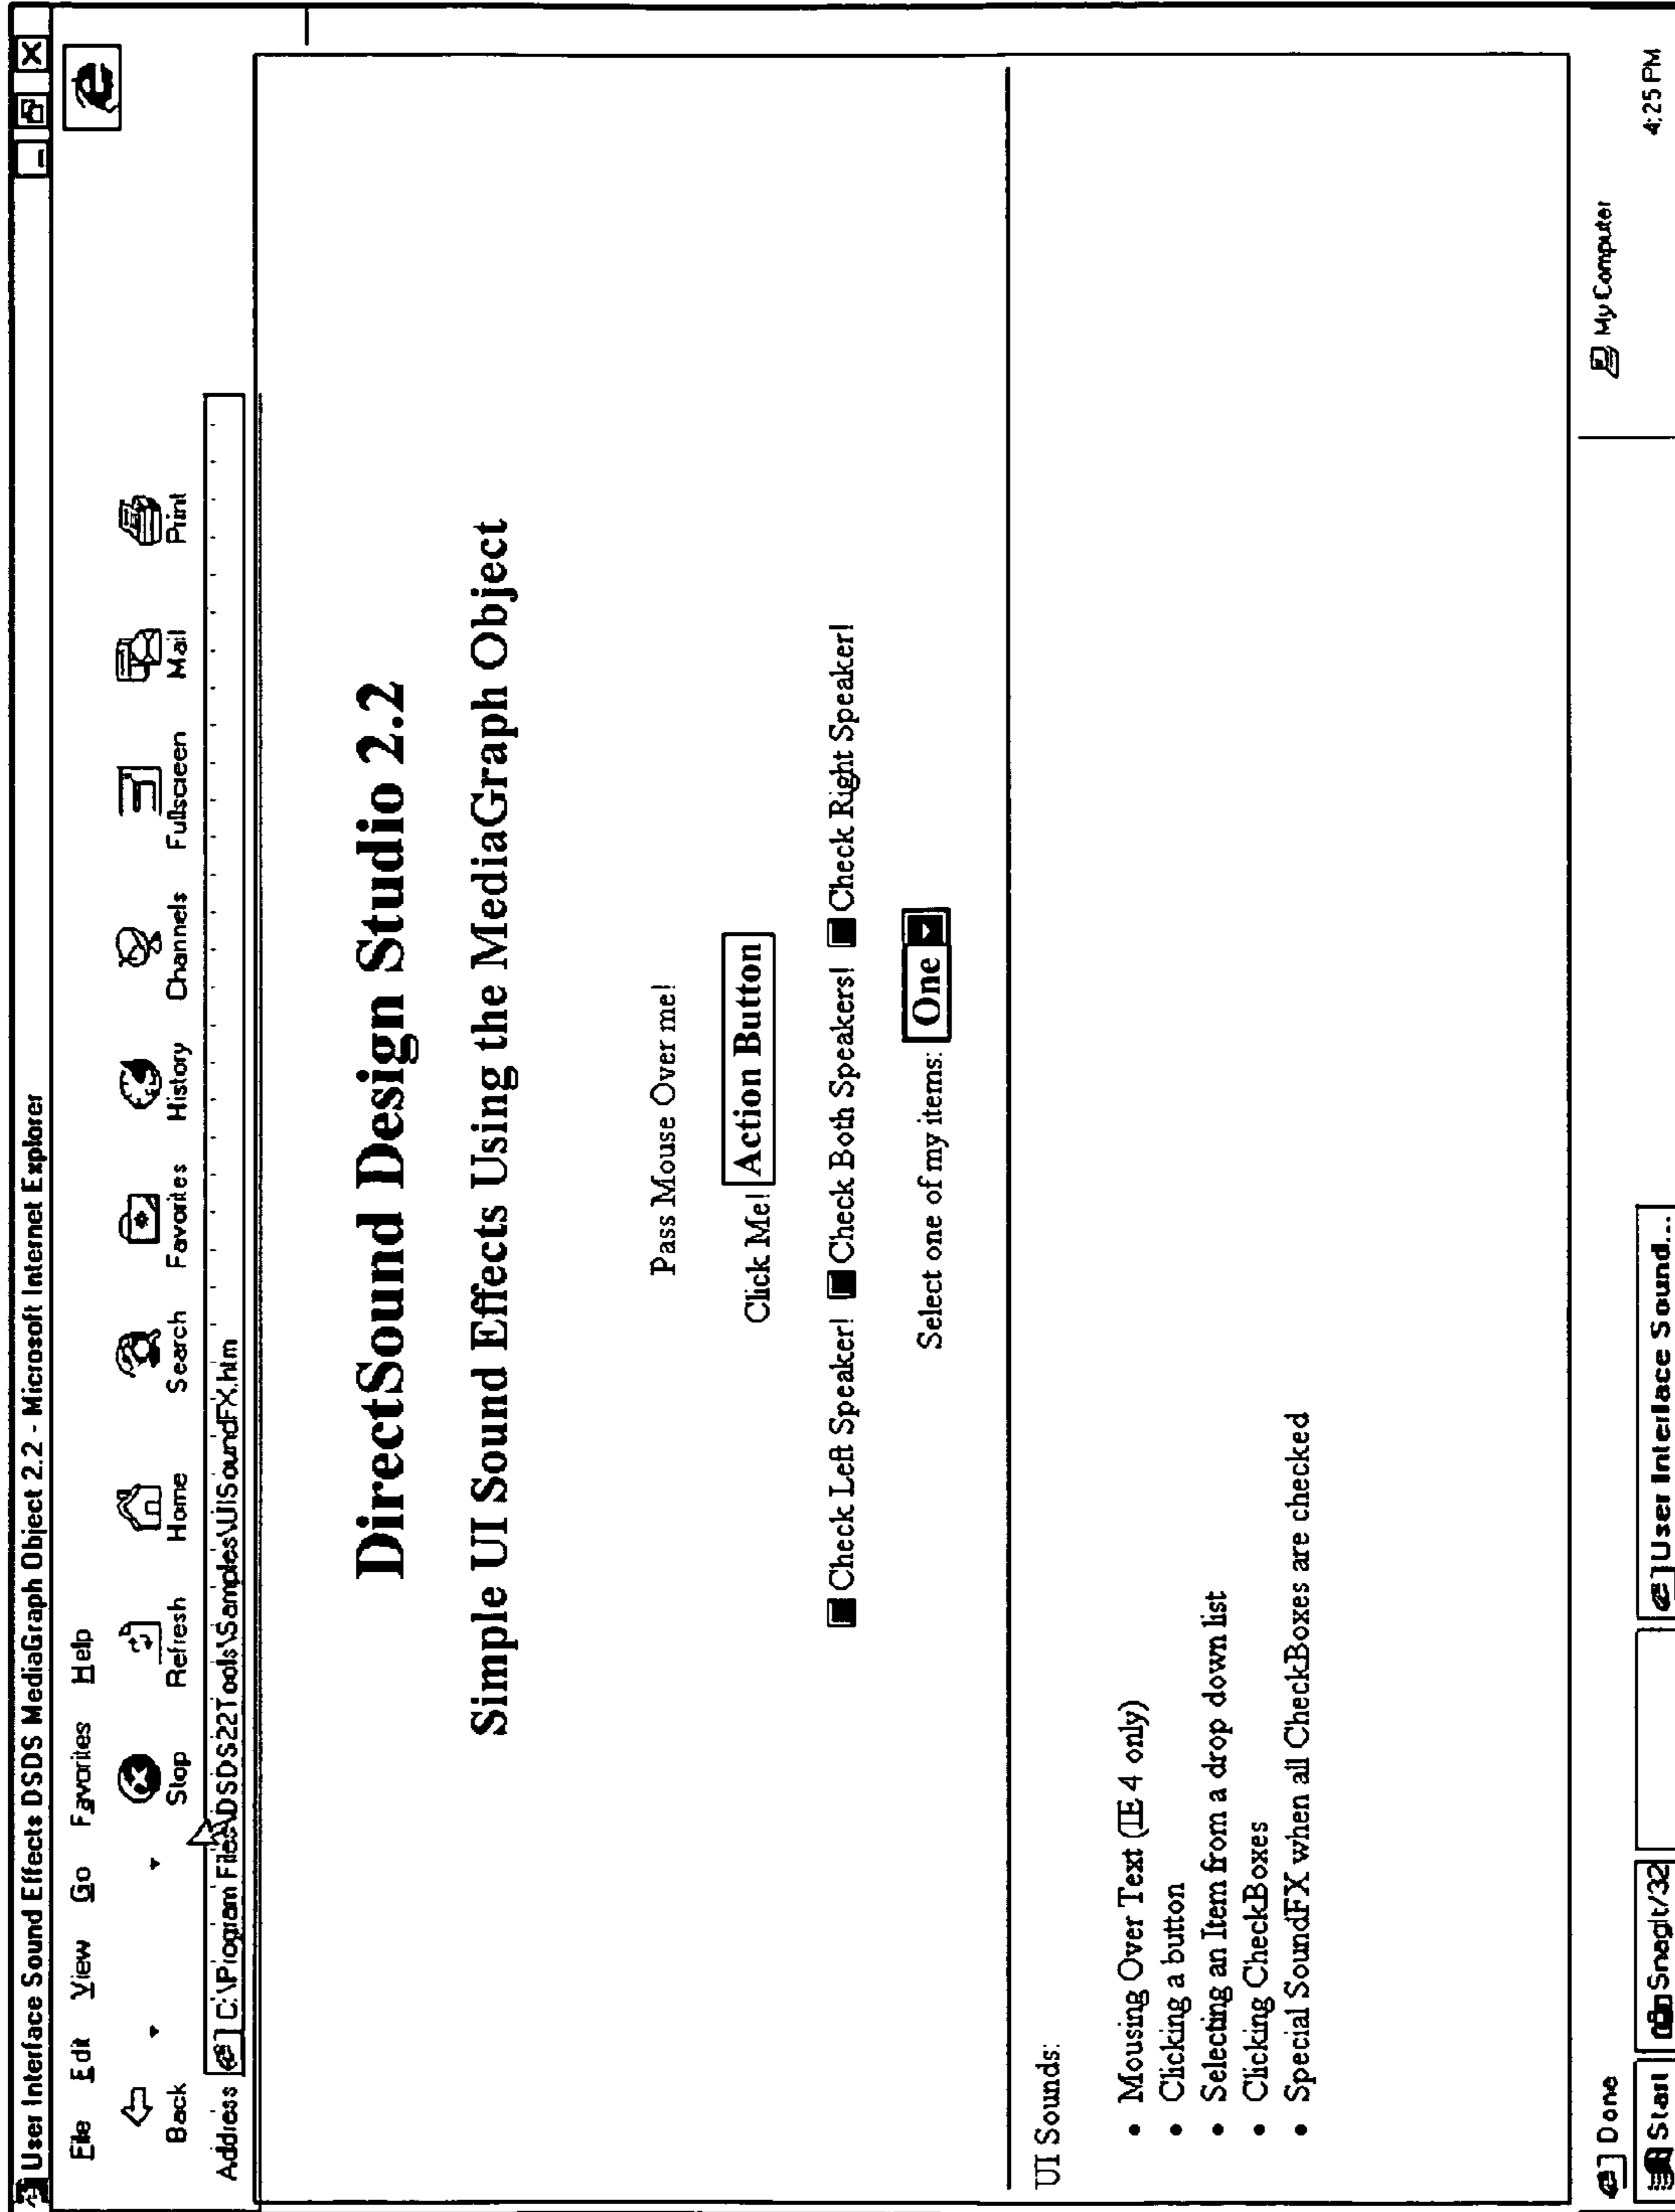 User Interface Sound Effects DSDS MediaGraph Object 2.2 - Microsoft Internet Explorer
File Edit View Go Favorites Help
Back Stop Refresh Home Search Favorites History Channels Fullscreen Mail Print
Address C:\Program Files\DSDS22Tools\Samples\UISoundFX.htm
DirectSound Design Studio 2.2
Simple UI Sound Effects Using the MediaGraph Object
Pass Mouse Over me!
Click Me! Action Button
Check Left Speaker! Check Both Speakers! Check Right Speaker!
Select one of my items: One
UI Sounds:
• Mousing Over Text (IE 4 only)
• Clicking a button
• Selecting an Item from a drop down list
• Clicking CheckBoxes
• Special SoundFX when all CheckBoxes are checked
Done My Computer
Start SnagIt/32 User Interface Sound... 4:25 PM